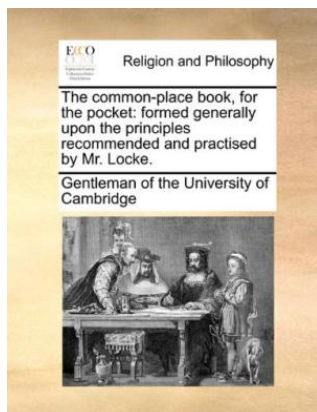 ECCO
Religion and Philosophy
The common-place book, for
the pocket: formed generally
upon the principles
recommended and practised
by Mr. Locke.
Gentleman of the University of
Cambridge